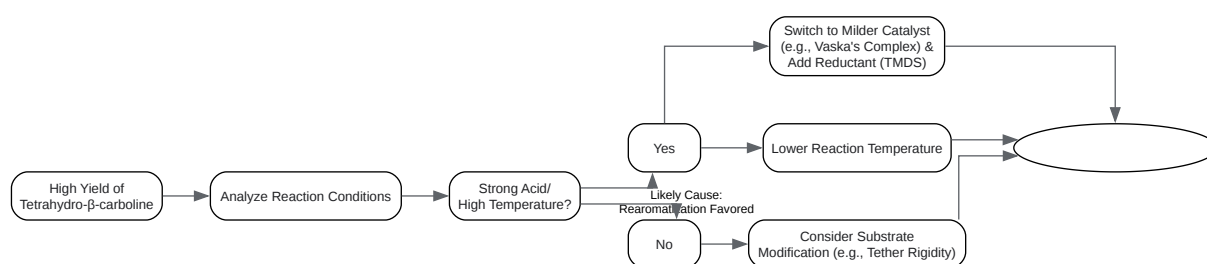 Switch to Milder Catalyst
(e.g., Vaska's Complex) &
Add Reductant (TMDS)
Yes
Lower Reaction Temperature
High Yield of
Tetrahydro-β-carboline
Analyze Reaction Conditions
Strong Acid/
High Temperature?
Likely Cause:
Rearomatization Favored
No
Consider Substrate
Modification (e.g., Tether Rigidity)